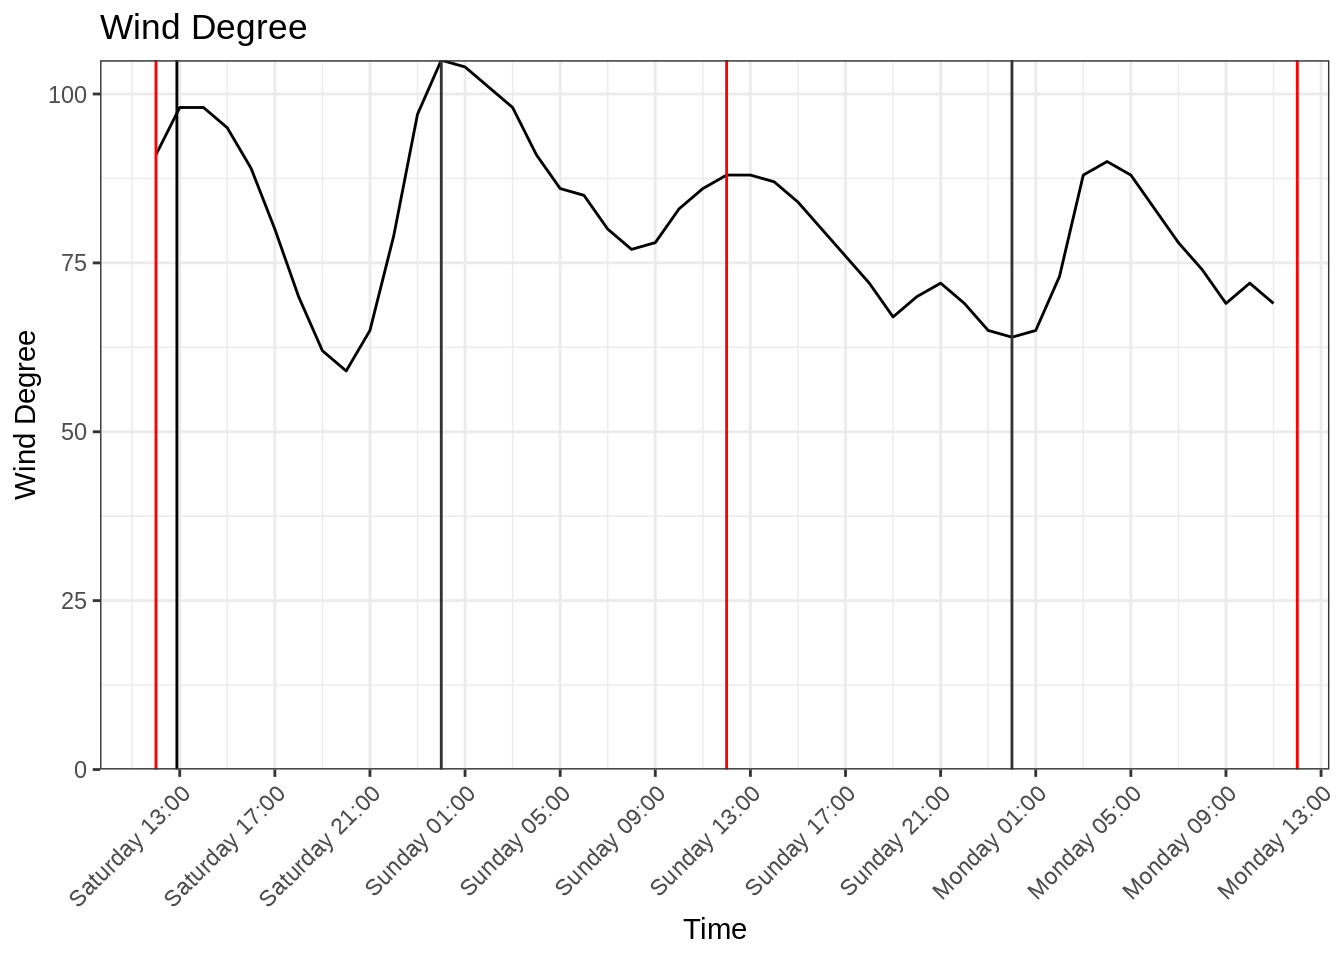 Wind Degree
Wind Degree
100
75
50
25
0
Saturday 13:00
Saturday 17:00
Saturday 21:00
Sunday 01:00
Sunday 05:00
Sunday 09:00
Sunday 13:00
Sunday 17:00
Sunday 21:00
Monday 01:00
Monday 05:00
Monday 09:00
Monday 13:00
Time